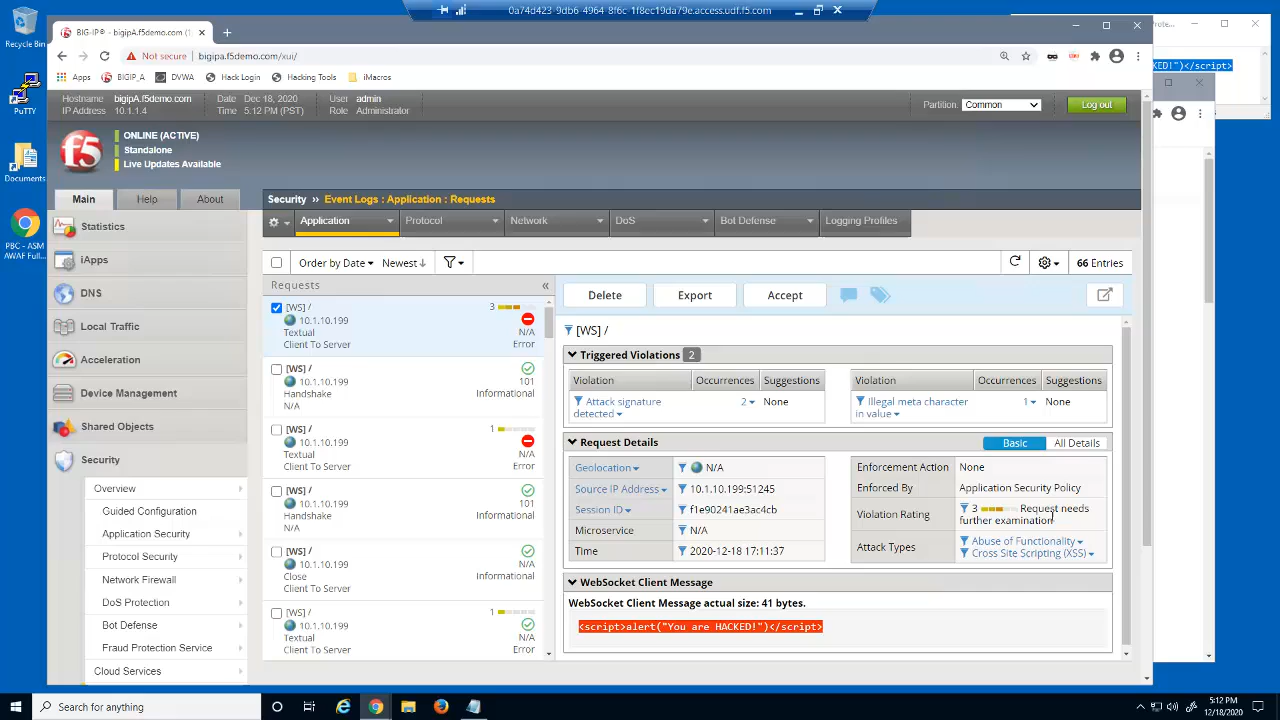 0a74d423-9db6-4964-8f6c-1f8ec19da79e.access.udf.f5.com
Recycle Bin
PuTTY
Documents
PBC - ASM
AWAF Full...
BIG-IP® - bigipA.f5demo.com (1
Prote...
Not secure
bigipa.f5demo.com/xui/
KED!")</script>
Apps BIGIP_A DVWA Hack Login Hacking Tools iMacros
Hostname bigipA.f5demo.com Date Dec 18, 2020 User admin
IP Address 10.1.1.4 Time 5.12 PM (PST) Role Administrator
Partition: Common Log out
f5
ONLINE (ACTIVE)
Standalone
Live Updates Available
Main Help About
Security » Event Logs : Application : Requests
Application Protocol Network DoS Bot Defense Logging Profiles
Statistics
iApps
DNS
Local Traffic
Acceleration
Device Management
Shared Objects
Security
Overview
Guided Configuration
Application Security
Protocol Security
Network Firewall
DoS Protection
Bot Defense
Fraud Protection Service
Cloud Services
Order by Date Newest
66 Entries
Requests «
[WS] / 3
10.1.10.199
Textual N/A
Client To Server Error
[WS] /
10.1.10.199
Handshake 101
N/A Informational
[WS] / 1
10.1.10.199
Textual N/A
Client To Server Error
[WS] /
10.1.10.199
Handshake 101
N/A Informational
[WS] /
10.1.10.199
Close N/A
Client To Server Informational
[WS] / 1
10.1.10.199
Textual N/A
Client To Server Error
Delete Export Accept
[WS] /
Triggered Violations 2
Violation Occurrences Suggestions
Attack signature detected 2 None
Violation Occurrences Suggestions
Illegal meta character in value 1 None
Request Details
Basic All Details
Geolocation N/A
Source IP Address 10.1.10.199:51245
Session ID f1e90241ae3ac4cb
Microservice N/A
Time 2020-12-18 17:11:37
Enforcement Action None
Enforced By Application Security Policy
Violation Rating 3 Request needs
further examination
Attack Types Abuse of Functionality
Cross Site Scripting (XSS)
WebSocket Client Message
WebSocket Client Message actual size: 41 bytes.
<script>alert("You are HACKED!")</script>
Search for anything
5:12 PM
12/18/2020